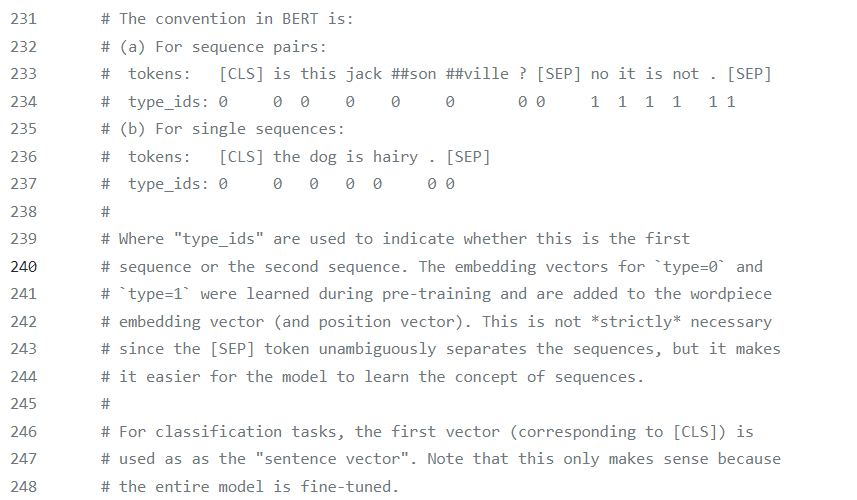 231 # The convention in BERT is:
232 # (a) For sequence pairs:
233 #  tokens:   [CLS] is this jack ##son ##ville ? [SEP] no it is not . [SEP]
234 #  type_ids: 0     0  0    0    0     0       0 0     1  1  1  1   1 1
235 # (b) For single sequences:
236 #  tokens:   [CLS] the dog is hairy . [SEP]
237 #  type_ids: 0     0   0   0  0     0 0
238 #
239 # Where "type_ids" are used to indicate whether this is the first
240 # sequence or the second sequence. The embedding vectors for `type=0` and
241 # `type=1` were learned during pre-training and are added to the wordpiece
242 # embedding vector (and position vector). This is not *strictly* necessary
243 # since the [SEP] token unambiguously separates the sequences, but it makes
244 # it easier for the model to learn the concept of sequences.
245 #
246 # For classification tasks, the first vector (corresponding to [CLS]) is
247 # used as as the "sentence vector". Note that this only makes sense because
248 # the entire model is fine-tuned.